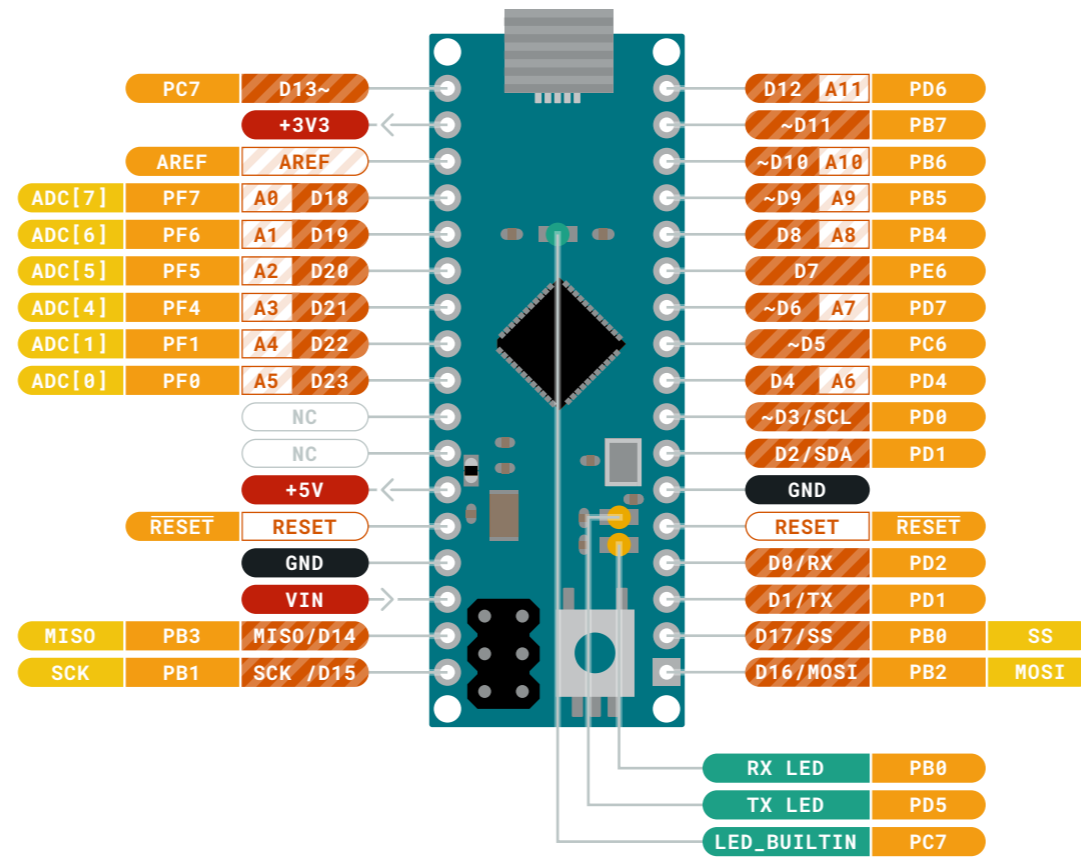 PC7 D13~
+3V3
AREF AREF
ADC[7] PF7 A0 D18
ADC[6] PF6 A1 D19
ADC[5] PF5 A2 D20
ADC[4] PF4 A3 D21
ADC[1] PF1 A4 D22
ADC[0] PF0 A5 D23
NC
NC
+5V
RESET RESET
GND
VIN
MISO PB3 MISO/D14
SCK PB1 SCK /D15
D12 A11 PD6
~D11 PB7
~D10 A10 PB6
~D9 A9 PB5
D8 A8 PB4
D7 PE6
~D6 A7 PD7
~D5 PC6
D4 A6 PD4
~D3/SCL PD0
D2/SDA PD1
GND
RESET RESET
D0/RX PD2
D1/TX PD1
D17/SS PB0 SS
D16/MOSI PB2 MOSI
RX LED PB0
TX LED PD5
LED_BUILTIN PC7